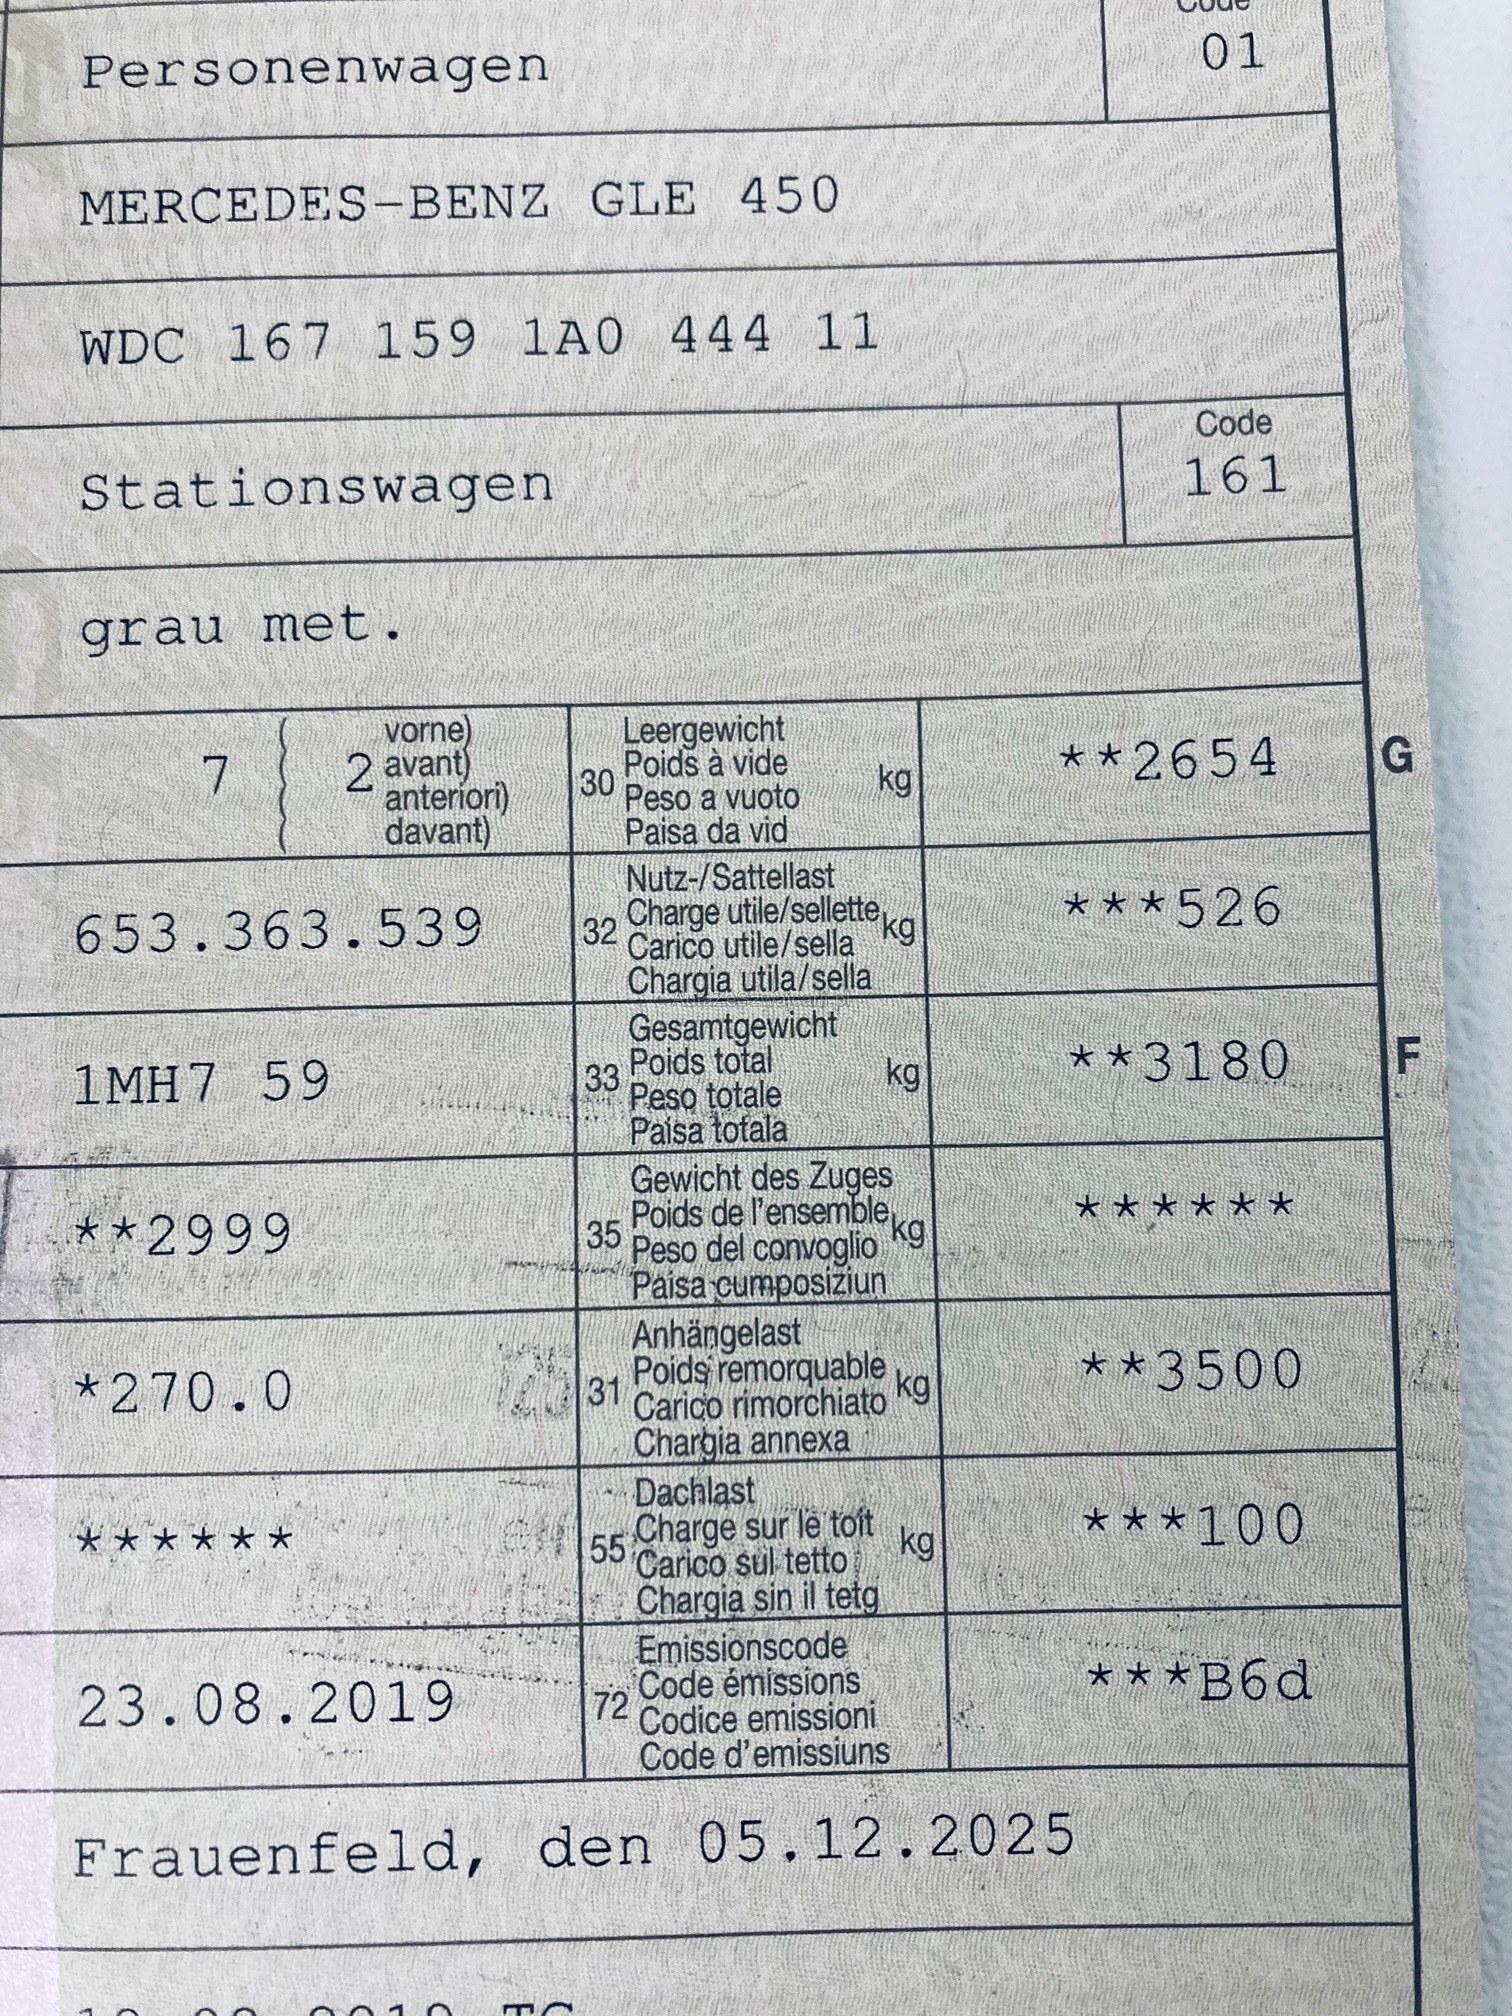 Code
Personenwagen 01
MERCEDES-BENZ GLE 450
WDC 167 159 1A0 444 11
Code
Stationswagen 161
grau met.
7 { 2 vorne)
avant)
anteriori)
davant)
30 Leergewicht
Poids à vide
Peso a vuoto
Paisa da vid
kg **2654 G
653.363.539
32 Nutz-/Sattellast
Charge utile/sellette
Carico utile/sella
Chargia utila/sella
kg ***526
1MH7 59
33 Gesamtgewicht
Poids total
Peso totale
Paisa totala
kg **3180 F
**2999
35 Gewicht des Zuges
Poids de l'ensemble
Peso del convoglio
Paisa cumposiziun
kg ******
*270.0
31 Anhängelast
Poids remorquable
Carico rimorchiato
Chargia annexa
kg **3500
******
55 Dachlast
Charge sur le toit
Carico sul tetto
Chargia sin il tetg
kg ***100
23.08.2019
72 Emissionscode
Code émissions
Codice emissioni
Code d'emissiuns
***B6d
Frauenfeld, den 05.12.2025